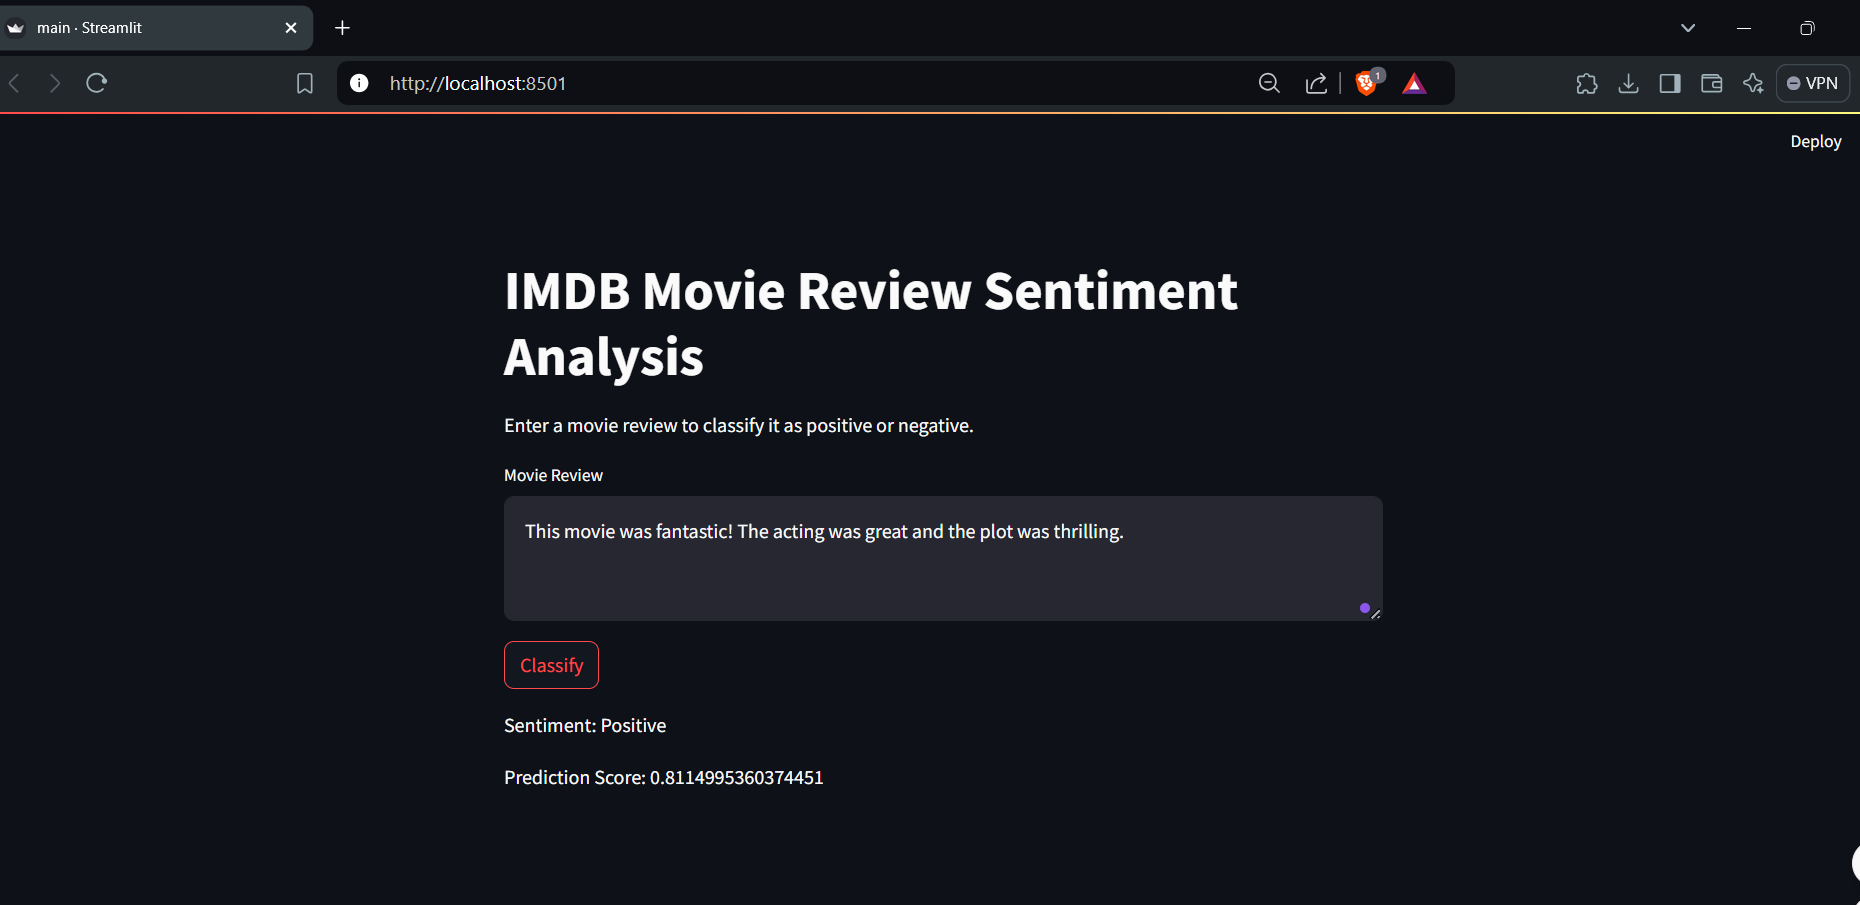 main · Streamlit
http://localhost:8501
1
VPN
Deploy
IMDB Movie Review Sentiment
Analysis
Enter a movie review to classify it as positive or negative.
Movie Review
This movie was fantastic! The acting was great and the plot was thrilling.
Classify
Sentiment: Positive
Prediction Score: 0.8114995360374451